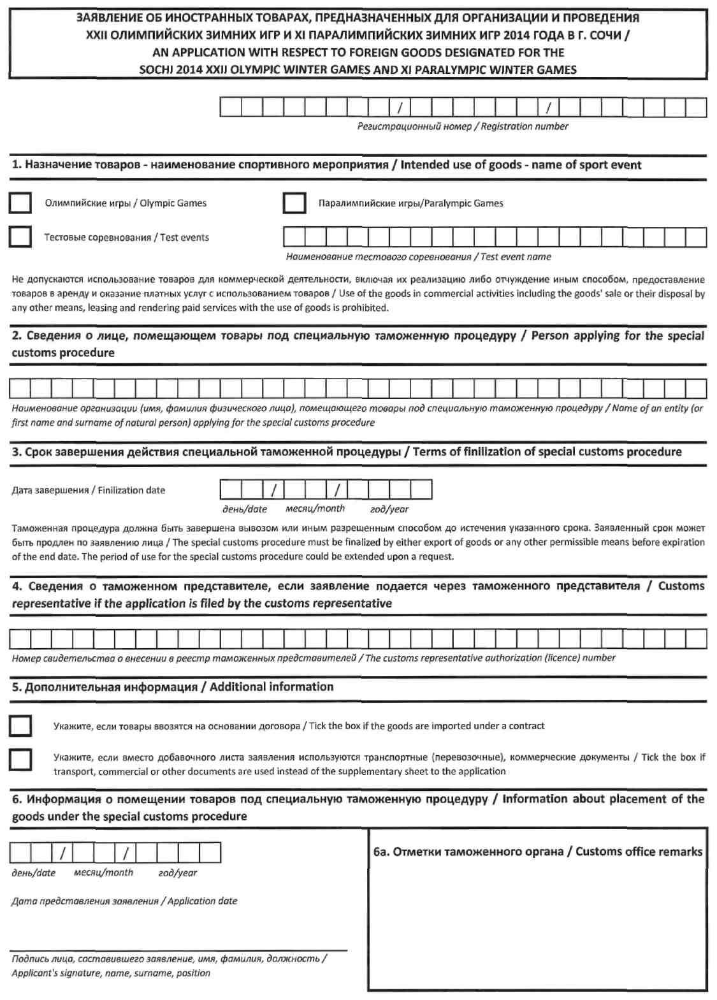 ЗАЯВЛЕНИЕ ОБ ИНОСТРАННЫХ ТОВАРАХ, ПРЕДНАЗНАЧЕННЫХ ДЛЯ ОРГАНИЗАЦИИ И ПРОВЕДЕНИЯ
XXII ОЛИМПИЙСКИХ ЗИМНИХ ИГР И XI ПАРАЛИМПИЙСКИХ ЗИМНИХ ИГР 2014 ГОДА В Г. СОЧИ /
AN APPLICATION WITH RESPECT TO FOREIGN GOODS DESIGNATED FOR THE
SOCHI 2014 XXII OLYMPIC WINTER GAMES AND XI PARALYMPIC WINTER GAMES
/ /
Регистрационный номер / Registration number
1. Назначение товаров - наименование спортивного мероприятия / Intended use of goods - name of sport event
Олимпийские игры / Olympic Games
Паралимпийские игры/Paralympic Games
Тестовые соревнования / Test events
Наименование тестового соревнования / Test event name
Не допускаются использование товаров для коммерческой деятельности, включая их реализацию либо отчуждение иным способом, предоставление
товаров в аренду и оказание платных услуг с использованием товаров / Use of the goods in commercial activities including the goods' sale or their disposal by
any other means, leasing and rendering paid services with the use of goods is prohibited.
2. Сведения о лице, помещающем товары под специальную таможенную процедуру / Person applying for the special
customs procedure
Наименование организации (имя, фамилия физического лица), помещающего товары под специальную таможенную процедуру / Name of an entity (or
first name and surname of natural person) applying for the special customs procedure
3. Срок завершения действия специальной таможенной процедуры / Terms of finilization of special customs procedure
Дата завершения / Finilization date
/ /
день/date месяц/month год/year
Таможенная процедура должна быть завершена вывозом или иным разрешенным способом до истечения указанного срока. Заявленный срок может
быть продлен по заявлению лица / The special customs procedure must be finalized by either export of goods or any other permissible means before expiration
of the end date. The period of use for the special customs procedure could be extended upon a request.
4. Сведения о таможенном представителе, если заявление подается через таможенного представителя / Customs
representative if the application is filed by the customs representative
Номер свидетельства о внесении в реестр таможенных представителей / The customs representative authorization (licence) number
5. Дополнительная информация / Additional information
Укажите, если товары ввозятся на основании договора / Tick the box if the goods are imported under a contract
Укажите, если вместо добавочного листа заявления используются транспортные (перевозочные), коммерческие документы / Tick the box if
transport, commercial or other documents are used instead of the supplementary sheet to the application
6. Информация о помещении товаров под специальную таможенную процедуру / Information about placement of the
goods under the special customs procedure
/ /
день/date месяц/month год/year
Дата представления заявления / Application date
Подпись лица, составившего заявление, имя, фамилия, должность /
Applicant's signature, name, surname, position
6а. Отметки таможенного органа / Customs office remarks